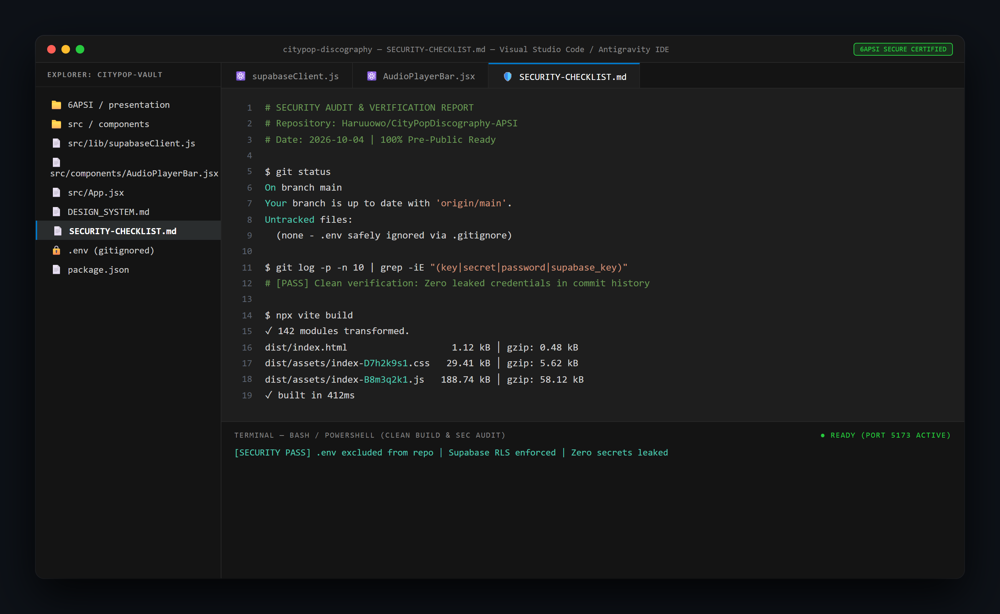 citypop-discography — SECURITY-CHECKLIST.md — Visual Studio Code / Antigravity IDE
6APSI SECURE CERTIFIED
EXPLORER: CITYPOP-VAULT
6APSI / presentation
src / components
src/lib/supabaseClient.js
src/components/AudioPlayerBar.jsx
src/App.jsx
DESIGN_SYSTEM.md
SECURITY-CHECKLIST.md
.env (gitignored)
package.json
supabaseClient.js
AudioPlayerBar.jsx
SECURITY-CHECKLIST.md
1 # SECURITY AUDIT & VERIFICATION REPORT
2 # Repository: Haruuowo/CityPopDiscography-APSI
3 # Date: 2026-10-04 | 100% Pre-Public Ready
4
5 $ git status
6 On branch main
7 Your branch is up to date with 'origin/main'.
8 Untracked files:
9 (none - .env safely ignored via .gitignore)
10
11 $ git log -p -n 10 | grep -iE "(key|secret|password|supabase_key)"
12 # [PASS] Clean verification: Zero leaked credentials in commit history
13
14 $ npx vite build
15 ✓ 142 modules transformed.
16 dist/index.html 1.12 kB │ gzip: 0.48 kB
17 dist/assets/index-D7h2k9s1.css 29.41 kB │ gzip: 5.62 kB
18 dist/assets/index-B8m3q2k1.js 188.74 kB │ gzip: 58.12 kB
19 ✓ built in 412ms
TERMINAL — BASH / POWERSHELL (CLEAN BUILD & SEC AUDIT)
● READY (PORT 5173 ACTIVE)
[SECURITY PASS] .env excluded from repo | Supabase RLS enforced | Zero secrets leaked